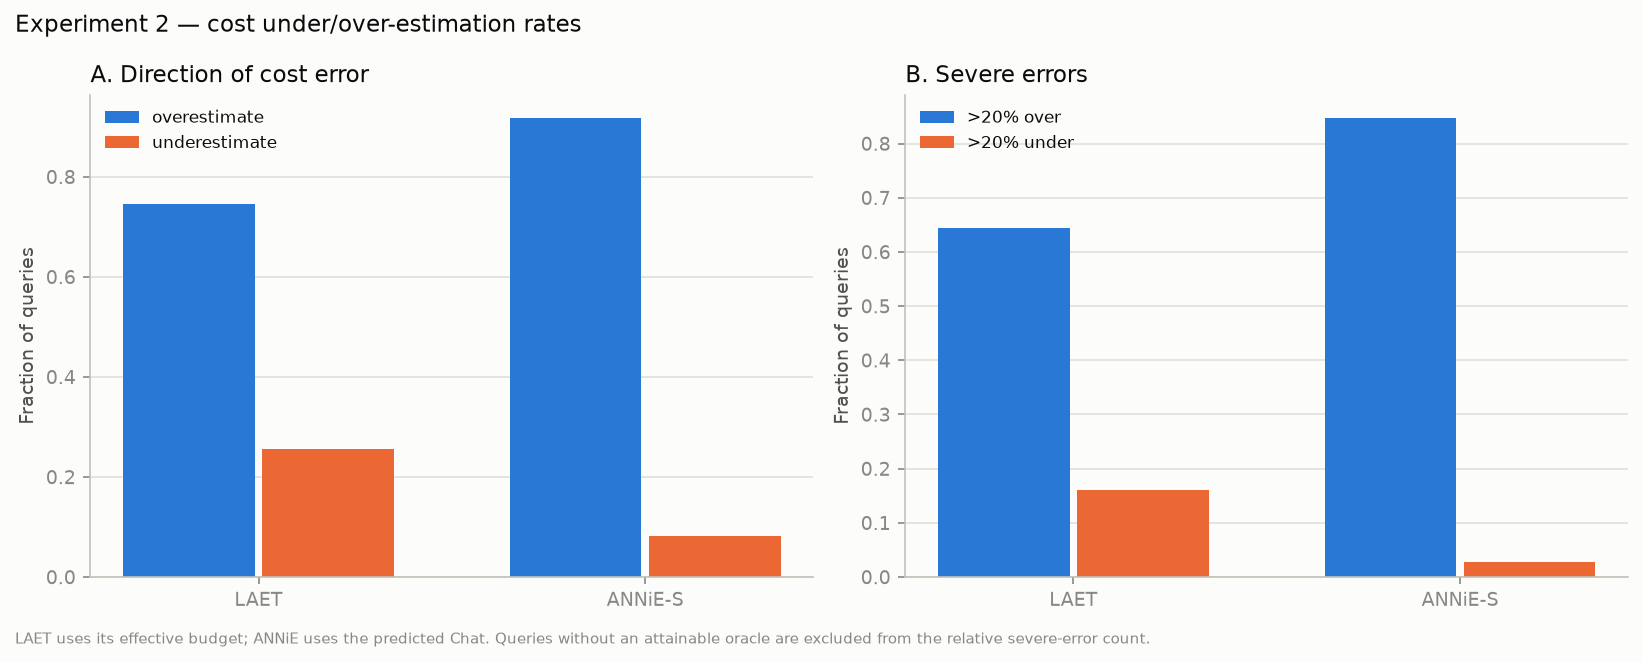 Experiment 2 — cost under/over-estimation rates
A. Direction of cost error
overestimate
underestimate
Fraction of queries
0.8
0.6
0.4
0.2
0.0
LAET
ANNiE-S
B. Severe errors
>20% over
>20% under
Fraction of queries
0.8
0.7
0.6
0.5
0.4
0.3
0.2
0.1
0.0
LAET
ANNiE-S
LAET uses its effective budget; ANNiE uses the predicted Chat. Queries without an attainable oracle are excluded from the relative severe-error count.